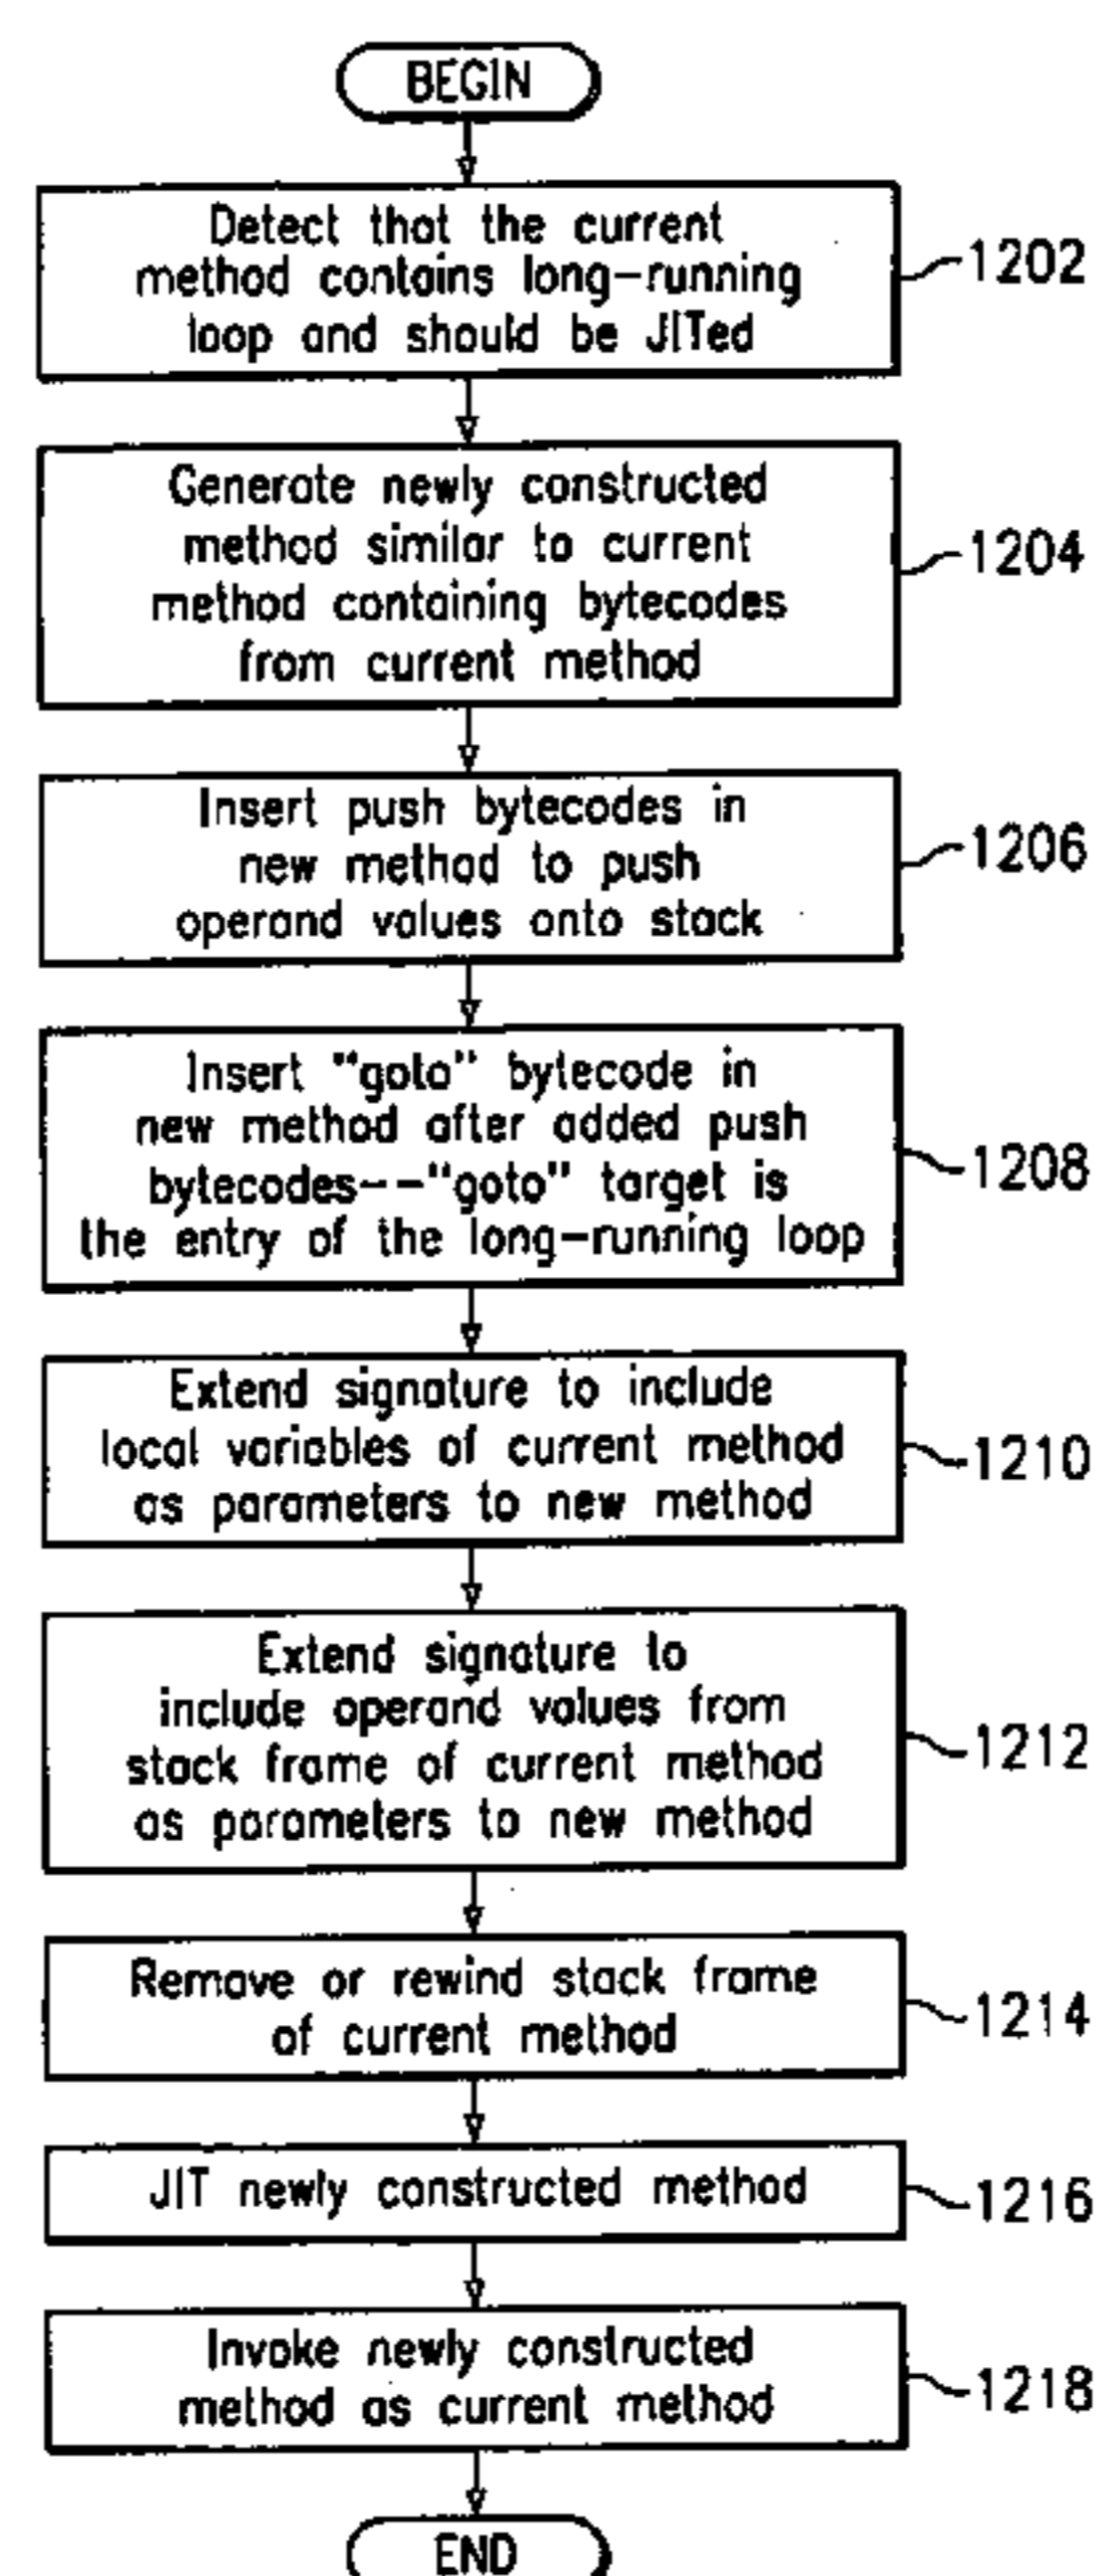 BEGIN
Detect that the current
method contains long-running
loop and should be JITed
1202
Generate newly constructed
method similar to current
method containing bytecodes
from current method
1204
Insert push bytecodes in
new method to push
operand values onto stack
1206
Insert "goto" bytecode in
new method after added push
bytecodes--"goto" target is
the entry of the long-running loop
1208
Extend signature to include
local variables of current method
as parameters to new method
1210
Extend signature to
include operand values from
stack frame of current method
as parameters to new method
1212
Remove or rewind stack frame
of current method
1214
JIT newly constructed method
1216
Invoke newly constructed
method as current method
1218
END